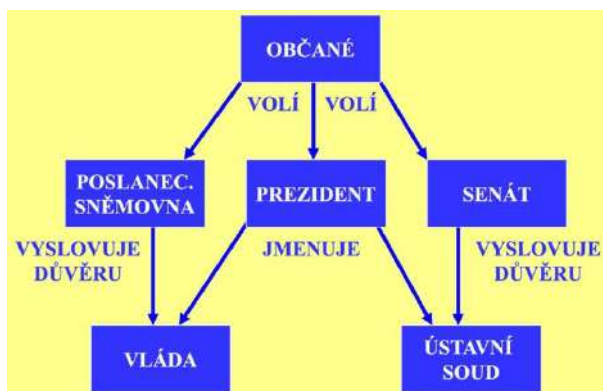 OBČANÉ
VOLÍ VOLÍ
POSLANEC.
SNĚMOVNA
PREZIDENT
SENÁT
VYSLOVUJE
DŮVĚRU
JMENUJE
VYSLOVUJE
DŮVĚRU
VLÁDA
ÚSTAVNÍ
SOUD